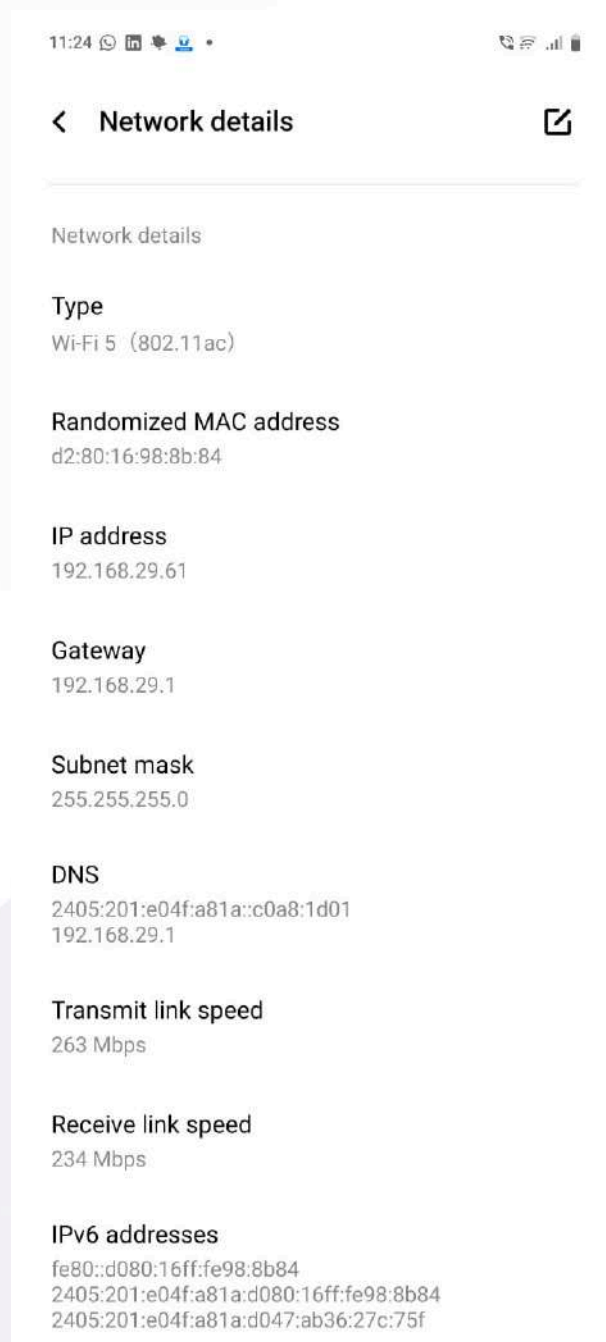 11:24
Network details
Network details
Type
Wi-Fi 5（802.11ac）
Randomized MAC address
d2:80:16:98:8b:84
IP address
192.168.29.61
Gateway
192.168.29.1
Subnet mask
255.255.255.0
DNS
2405:201:e04f:a81a::c0a8:1d01
192.168.29.1
Transmit link speed
263 Mbps
Receive link speed
234 Mbps
IPv6 addresses
fe80::d080:16ff:fe98:8b84
2405:201:e04f:a81a:d080:16ff:fe98:8b84
2405:201:e04f:a81a:d047:ab36:27c:75f